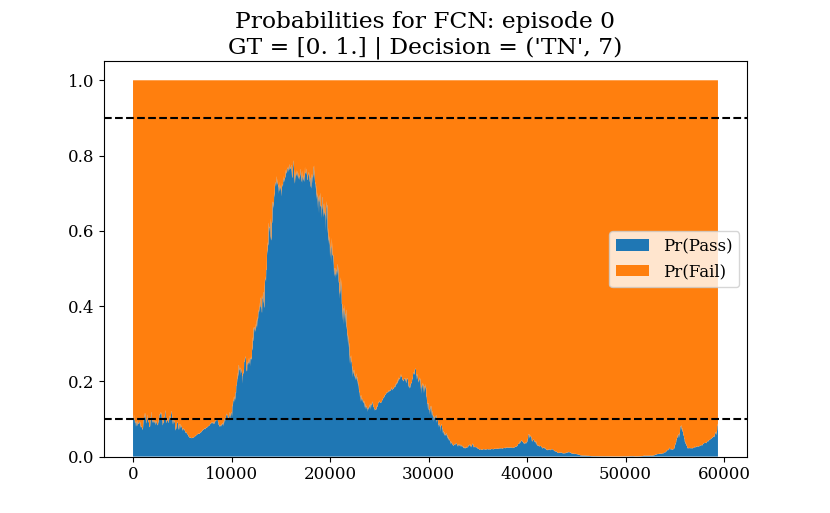 Probabilities for FCN: episode 0
GT = [0. 1.] | Decision = ('TN', 7)
1.0
0.8
0.6
0.4
0.2
0.0
Pr(Pass)
Pr(Fail)
0 10000 20000 30000 40000 50000 60000